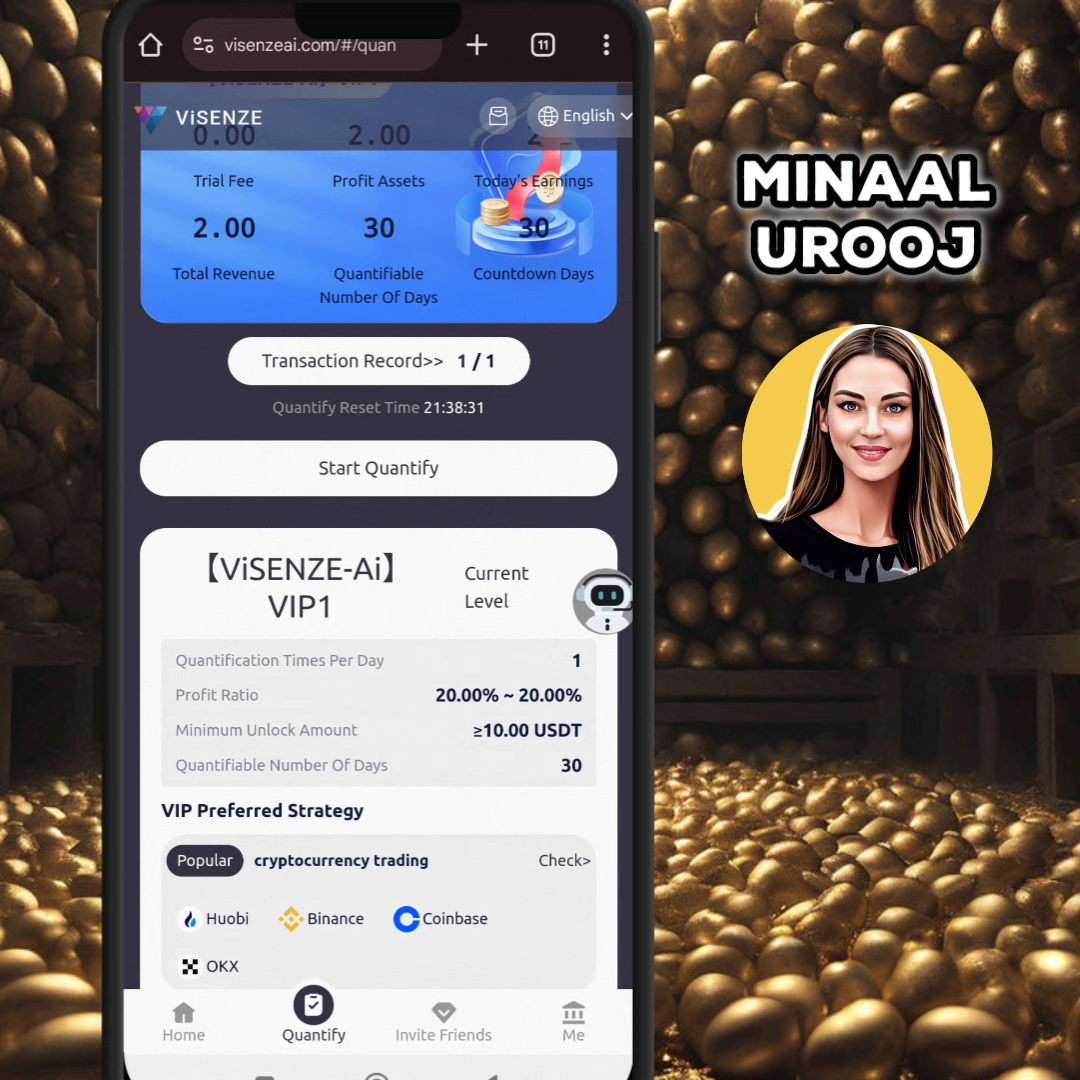 visenzeai.com/#/quan
11
ViSENZE
English
0.00 2.00
Trial Fee Profit Assets Today's Earnings
2.00 30 30
Total Revenue Quantifiable Number Of Days Countdown Days
Transaction Record>> 1 / 1
Quantify Reset Time 21:38:31
Start Quantify
【ViSENZE-Ai】
VIP1
Current
Level
Quantification Times Per Day 1
Profit Ratio 20.00% ~ 20.00%
Minimum Unlock Amount ≥10.00 USDT
Quantifiable Number Of Days 30
VIP Preferred Strategy
Popular cryptocurrency trading Check>
Huobi Binance Coinbase
OKX
Home Quantify Invite Friends Me
MINAAL
UROOJ